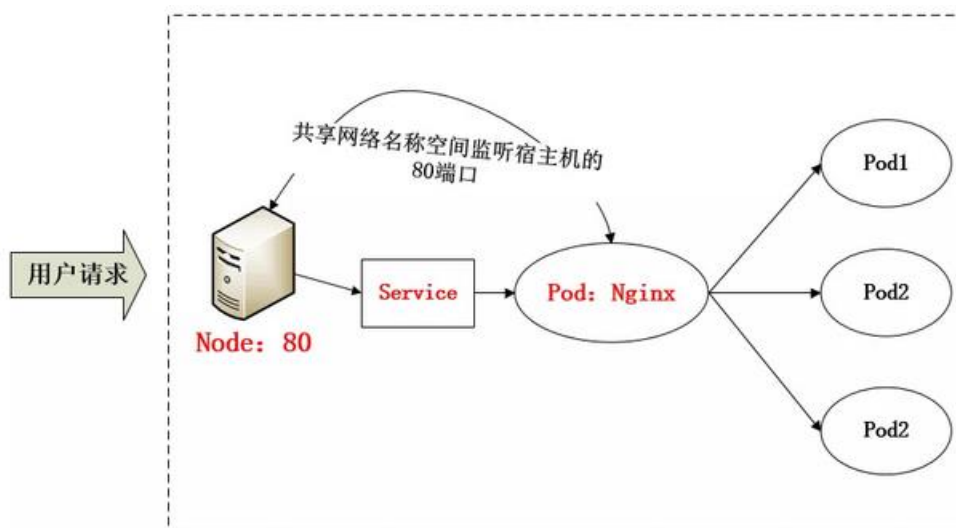 共享网络名称空间监听宿主机的
80端口
Pod1
用户请求
Service
Pod：Nginx
Pod2
Node：80
Pod2